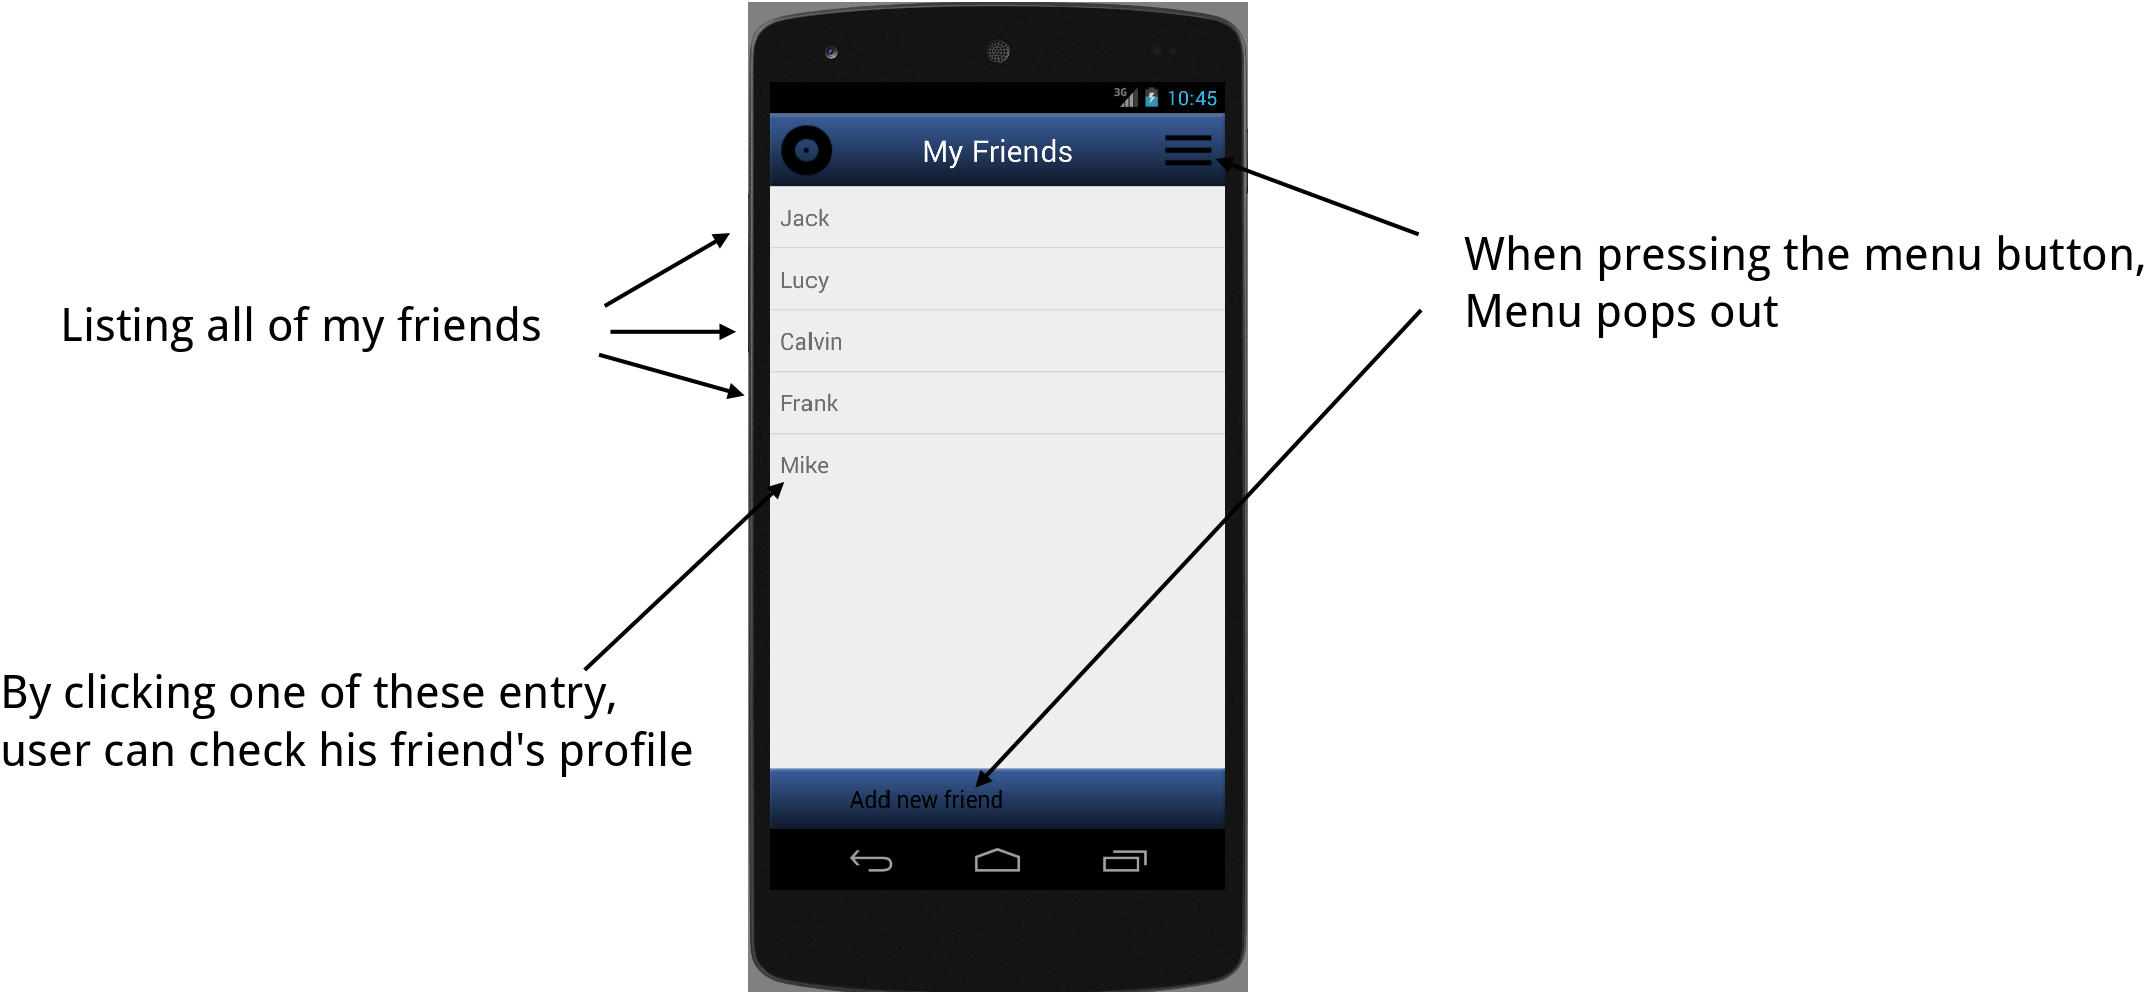 3G 10:45
My Friends
Jack
Lucy
Calvin
Frank
Mike
Add new friend
Listing all of my friends
By clicking one of these entry,
user can check his friend's profile
When pressing the menu button,
Menu pops out